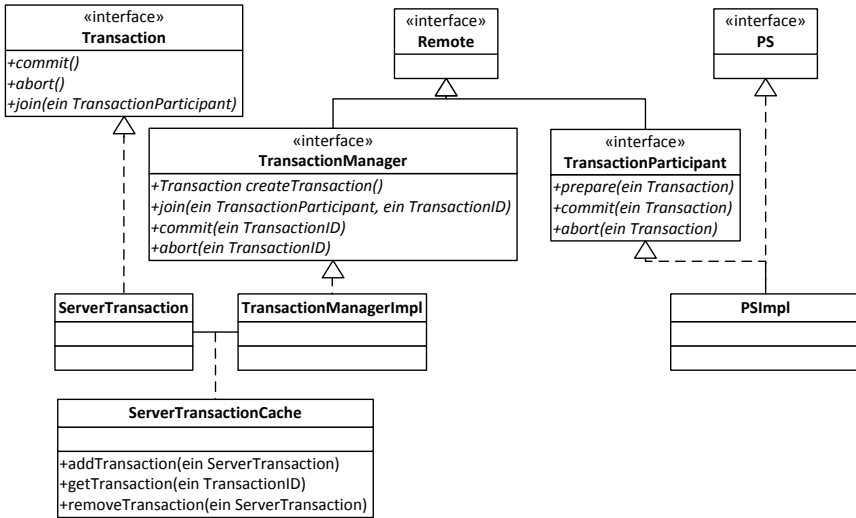 «interface»
Transaction
+commit()
+abort()
+join(ein TransactionParticipant)
«interface»
Remote
«interface»
PS
«interface»
TransactionManager
+Transaction createTransaction()
+join(ein TransactionParticipant, ein TransactionID)
+commit(ein TransactionID)
+abort(ein TransactionID)
«interface»
TransactionParticipant
+prepare(ein Transaction)
+commit(ein Transaction)
+abort(ein Transaction)
ServerTransaction
TransactionManagerImpl
PSImpl
ServerTransactionCache
+addTransaction(ein ServerTransaction)
+getTransaction(ein TransactionID)
+removeTransaction(ein ServerTransaction)